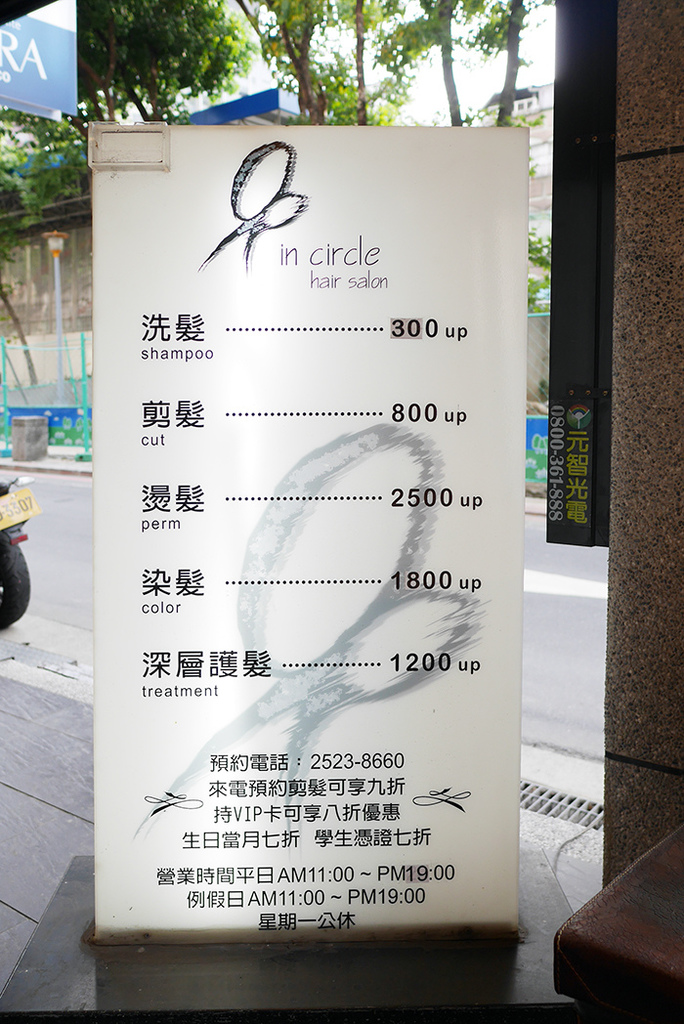 RA
in circle
hair salon
洗髮 300 up
shampoo
剪髮 800 up
cut
燙髮 2500 up
perm
染髮 1800 up
color
深層護髮 1200 up
treatment
預約電話：2523-8660
來電預約剪髮可享九折
持VIP卡可享八折優惠
生日當月七折 學生憑證七折
營業時間平日AM11:00 ~ PM19:00
例假日AM11:00 ~ PM19:00
星期一公休
元智光電
0800-361-888